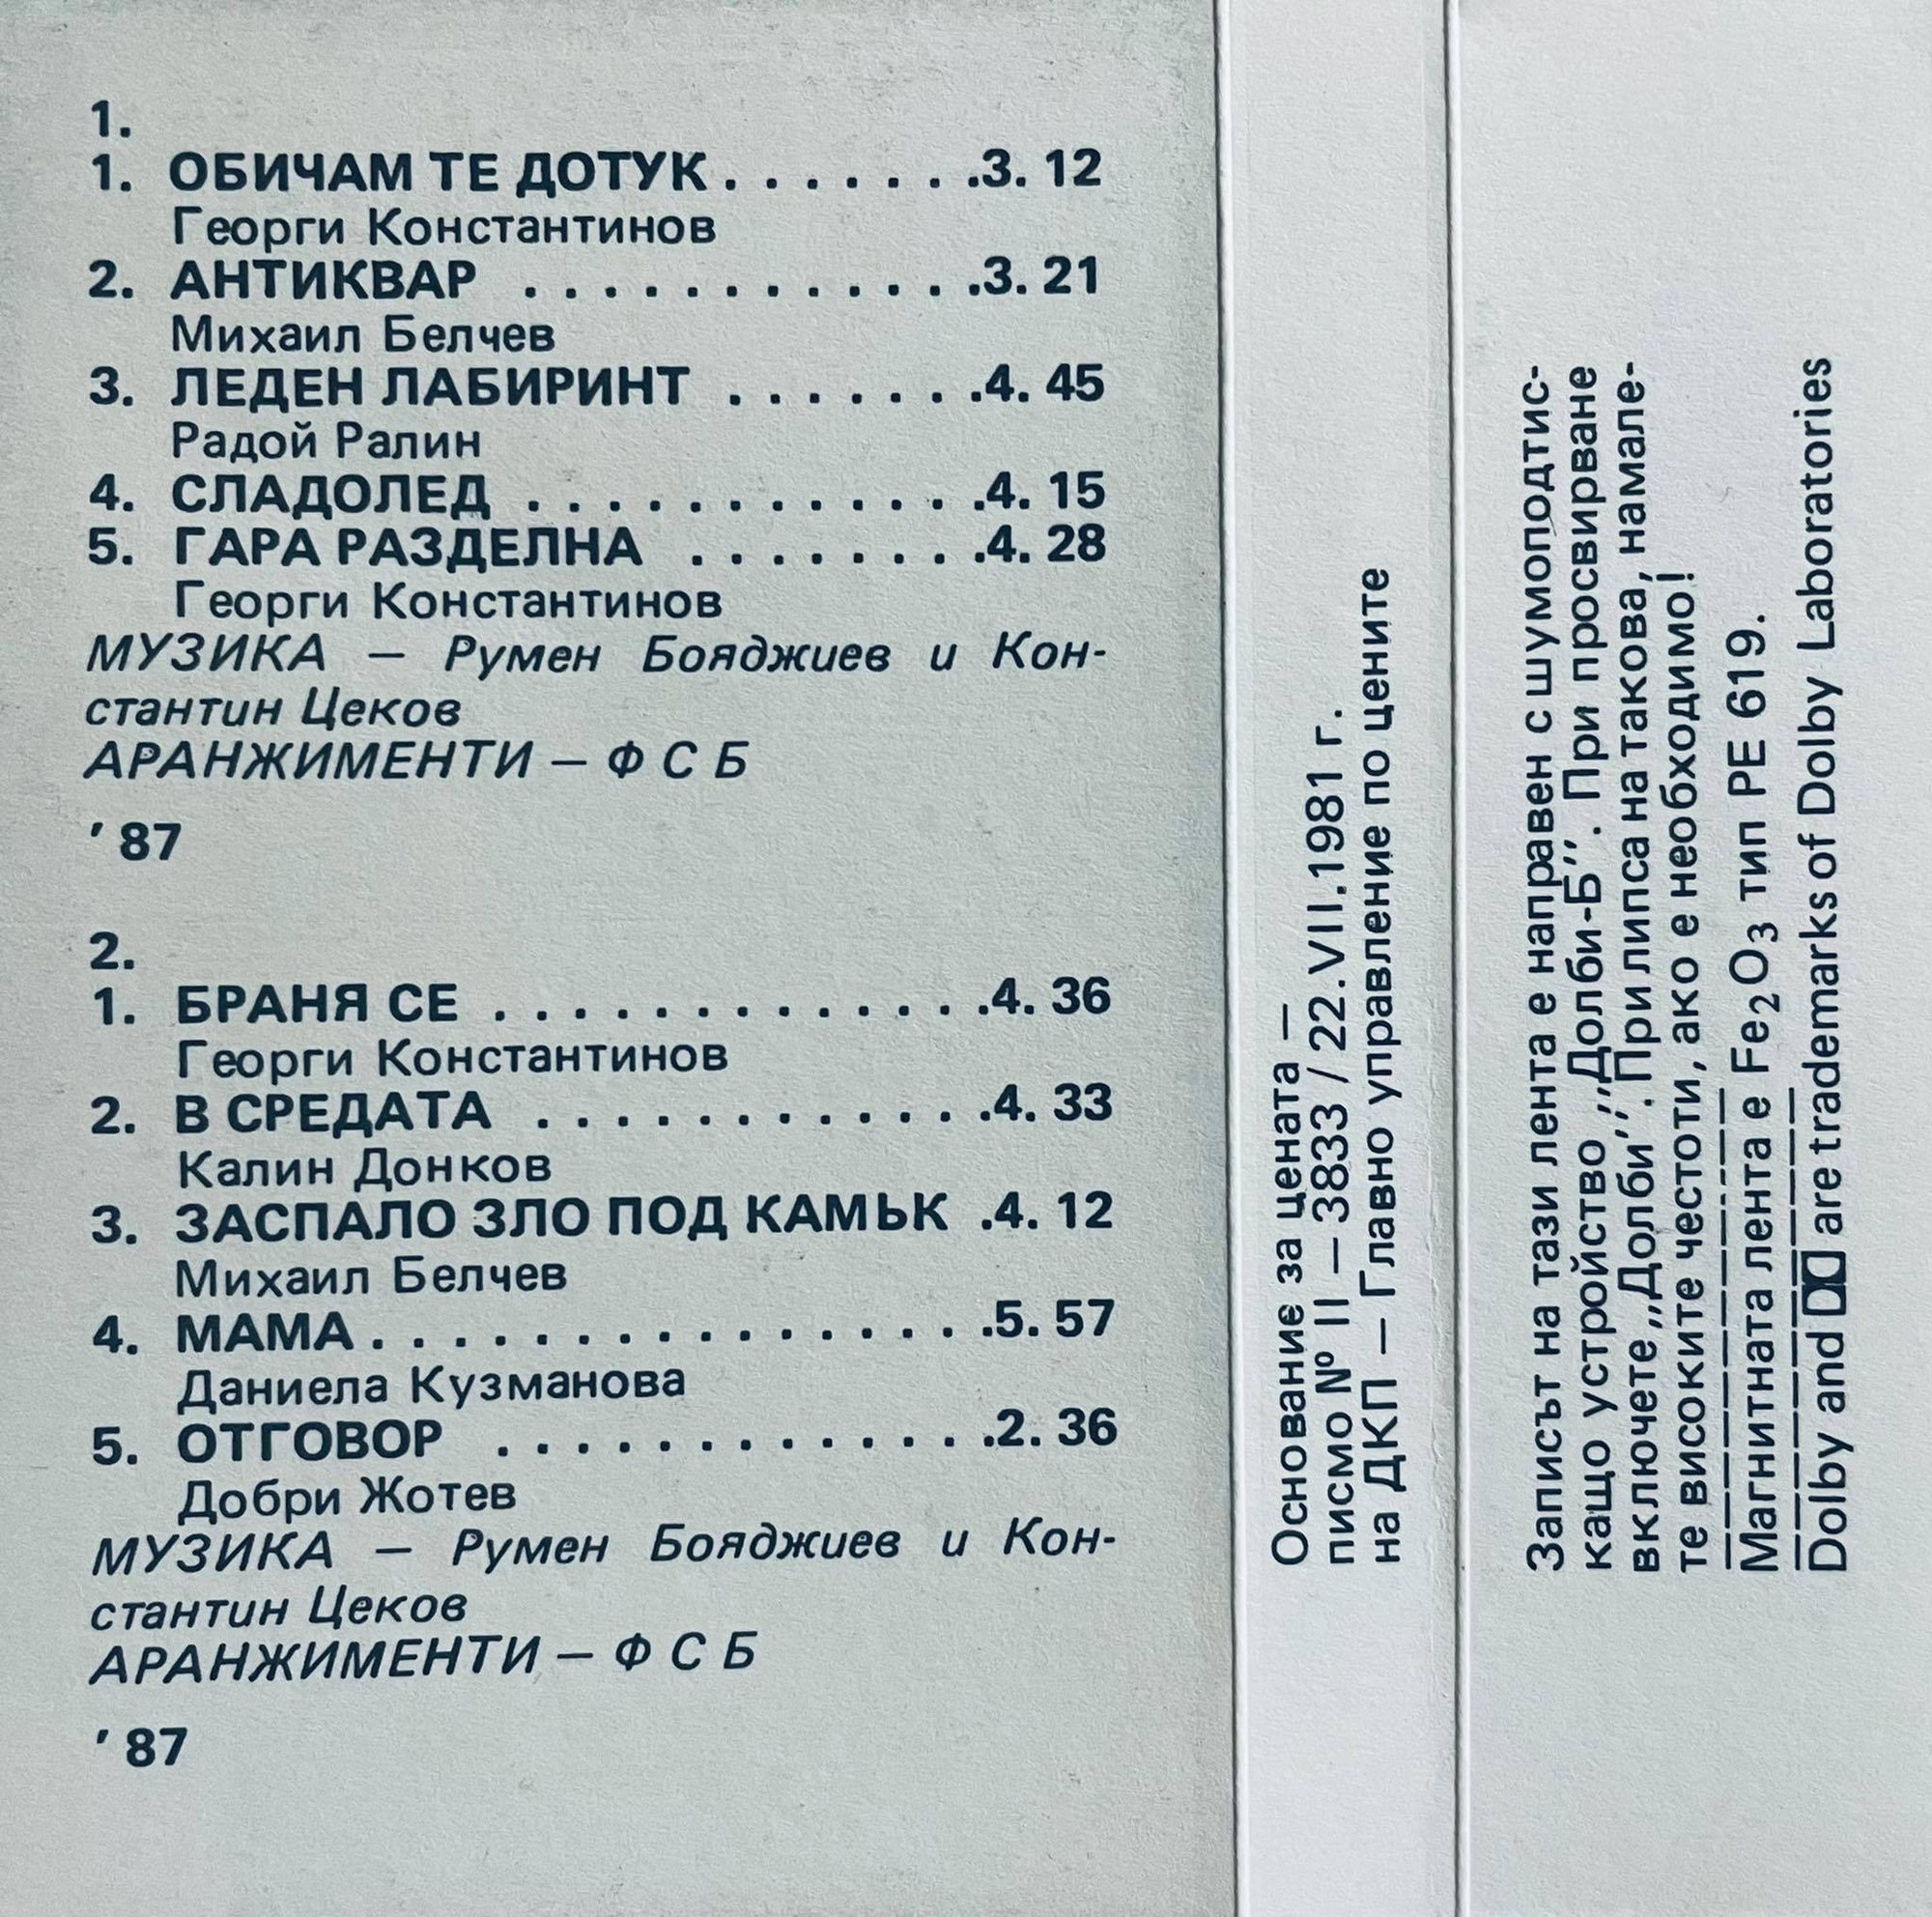 1.
1. ОБИЧАМ ТЕ ДОТУК . . . . . . . .3. 12
Георги Константинов
2. АНТИКВАР . . . . . . . . . . . .3. 21
Михаил Белчев
3. ЛЕДЕН ЛАБИРИНТ . . . . . . .4. 45
Радой Ралин
4. СЛАДОЛЕД . . . . . . . . . . . .4. 15
5. ГАРА РАЗДЕЛНА . . . . . . . .4. 28
Георги Константинов
МУЗИКА — Румен Бояджиев и Кон-
стантин Цеков
АРАНЖИМЕНТИ — Ф С Б
’ 87
2.
1. БРАНЯ СЕ . . . . . . . . . . . . .4. 36
Георги Константинов
2. В СРЕДАТА . . . . . . . . . . . .4. 33
Калин Донков
3. ЗАСПАЛО ЗЛО ПОД КАМЪК .4. 12
Михаил Белчев
4. МАМА . . . . . . . . . . . . . . . .5. 57
Даниела Кузманова
5. ОТГОВОР . . . . . . . . . . . . .2. 36
Добри Жотев
МУЗИКА — Румен Бояджиев и Кон-
стантин Цеков
АРАНЖИМЕНТИ — Ф С Б
’ 87
Основание за цената —
писмо № II — 3833 / 22.VII.1981 г.
на ДКП — Главно управление по цените
Записът на тази лента е направен с шумоподтис-
кащо устройство ,,Долби-Б’’. При просвирване
включете ,,Долби’’. При липса на такова, намале-
те високите честоти, ако е необходимо!
Магнитната лента е Fe₂O₃ тип РЕ 619.
Dolby and are trademarks of Dolby Laboratories